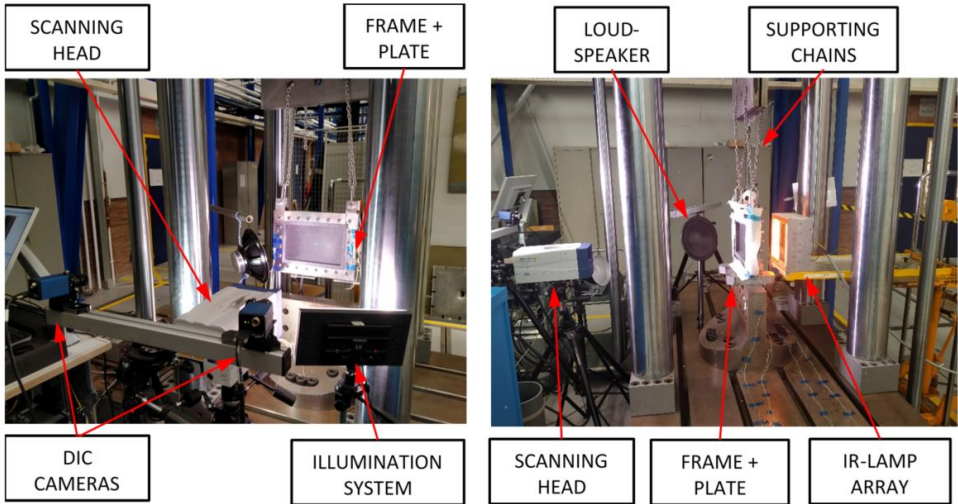 SCANNING
HEAD
FRAME +
PLATE
LOUD-
SPEAKER
SUPPORTING
CHAINS
DIC
CAMERAS
ILLUMINATION
SYSTEM
SCANNING
HEAD
FRAME +
PLATE
IR-LAMP
ARRAY